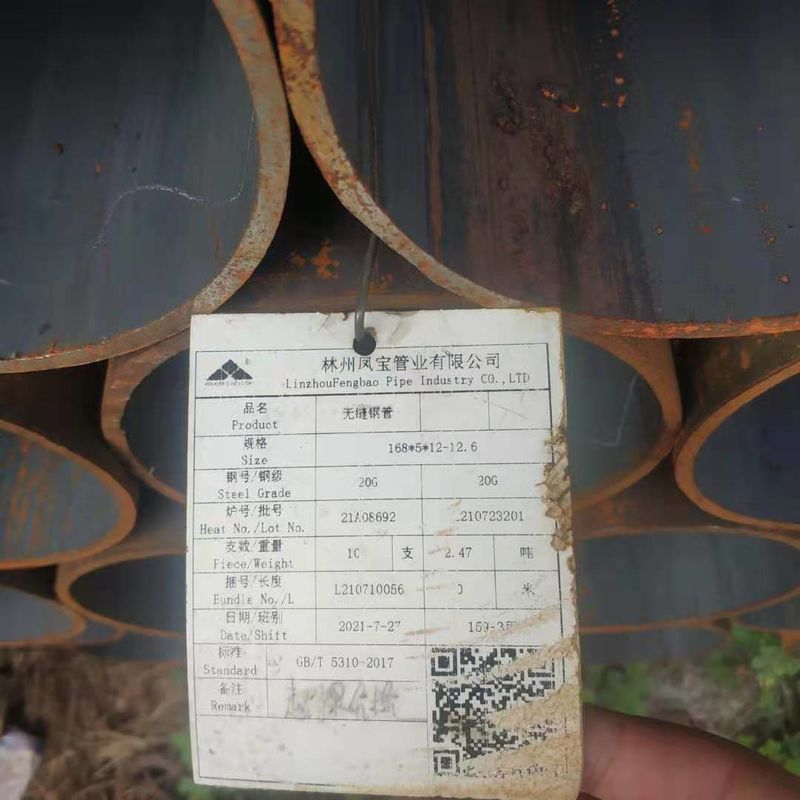 林州凤宝管业有限公司
LinzhouFengbao Pipe Industry CO.,LTD
品名 无缝钢管
Product
规格 168*5*12-12.6
Size
钢号/钢级 20G 20G
Steel Grade
炉号/批号 21A08692 210723201
Heat No./Lot No.
支数/重量 10 支 2.47 吨
Piece/Weight
捆号/长度 L210710056 0 米
Bundle No./L
日期/班别 2021-7-27
Date/Shift
标准 GB/T 5310-2017
Standard
备注
Remark